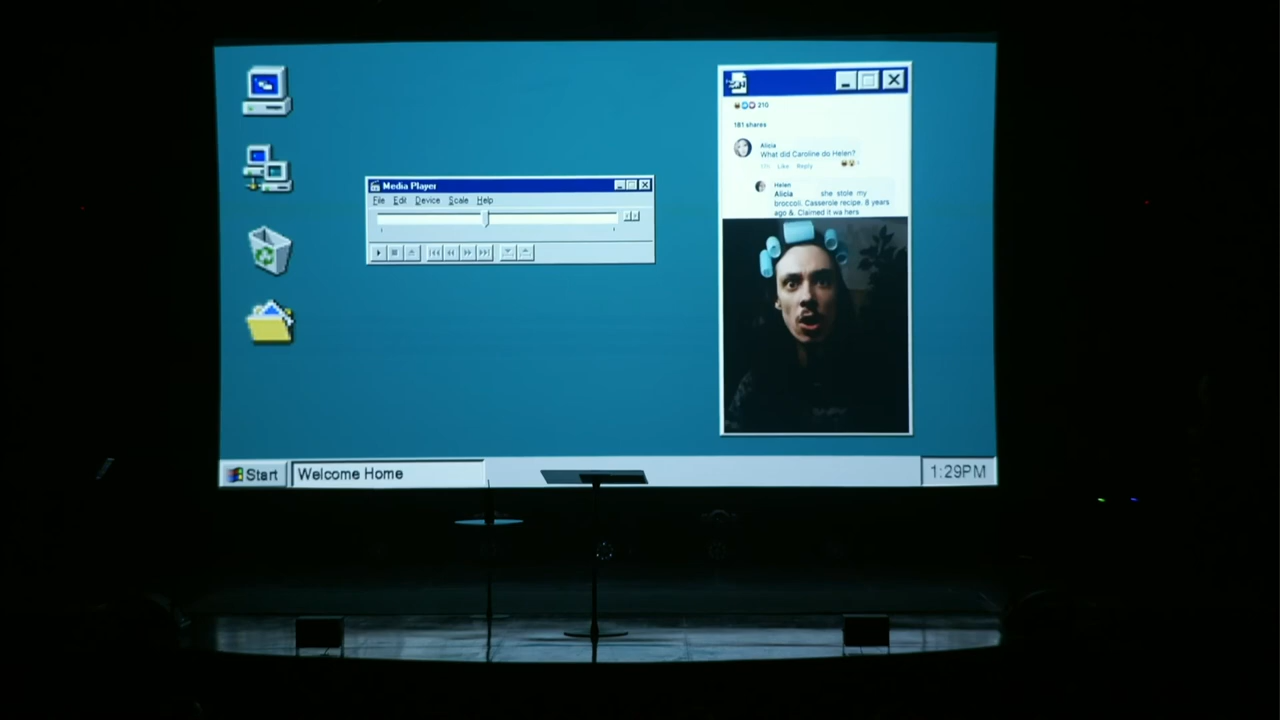 Media Player
File Edit Device Scale Help
210
181 shares
Alicia
What did Caroline do Helen?
Like Reply
Helen
Alicia she stole my
broccoli. Casserole recipe. 8 years
ago &. Claimed it wa hers
Start
Welcome Home
1:29PM